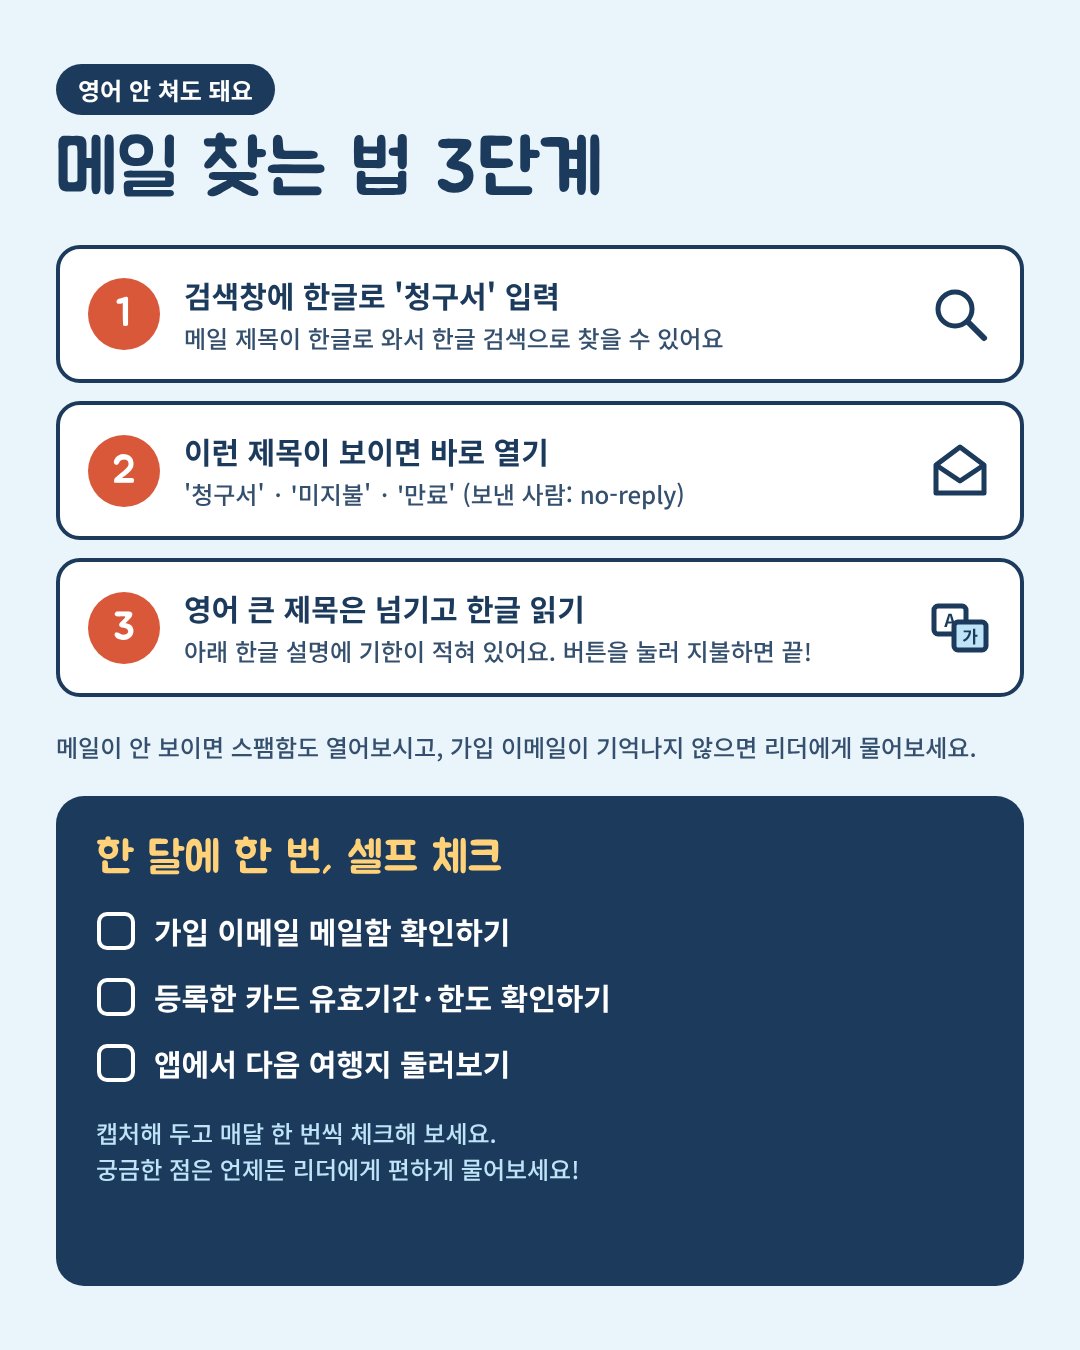 영어 안 쳐도 돼요
메일 찾는 법 3단계
1
검색창에 한글로 '청구서' 입력
메일 제목이 한글로 와서 한글 검색으로 찾을 수 있어요
2
이런 제목이 보이면 바로 열기
'청구서' · '미지불' · '만료' (보낸 사람: no-reply)
3
영어 큰 제목은 넘기고 한글 읽기
아래 한글 설명에 기한이 적혀 있어요. 버튼을 눌러 지불하면 끝!
A
가
메일이 안 보이면 스팸함도 열어보시고, 가입 이메일이 기억나지 않으면 리더에게 물어보세요.
한 달에 한 번, 셀프 체크
가입 이메일 메일함 확인하기
등록한 카드 유효기간·한도 확인하기
앱에서 다음 여행지 둘러보기
캡처해 두고 매달 한 번씩 체크해 보세요.
궁금한 점은 언제든 리더에게 편하게 물어보세요!